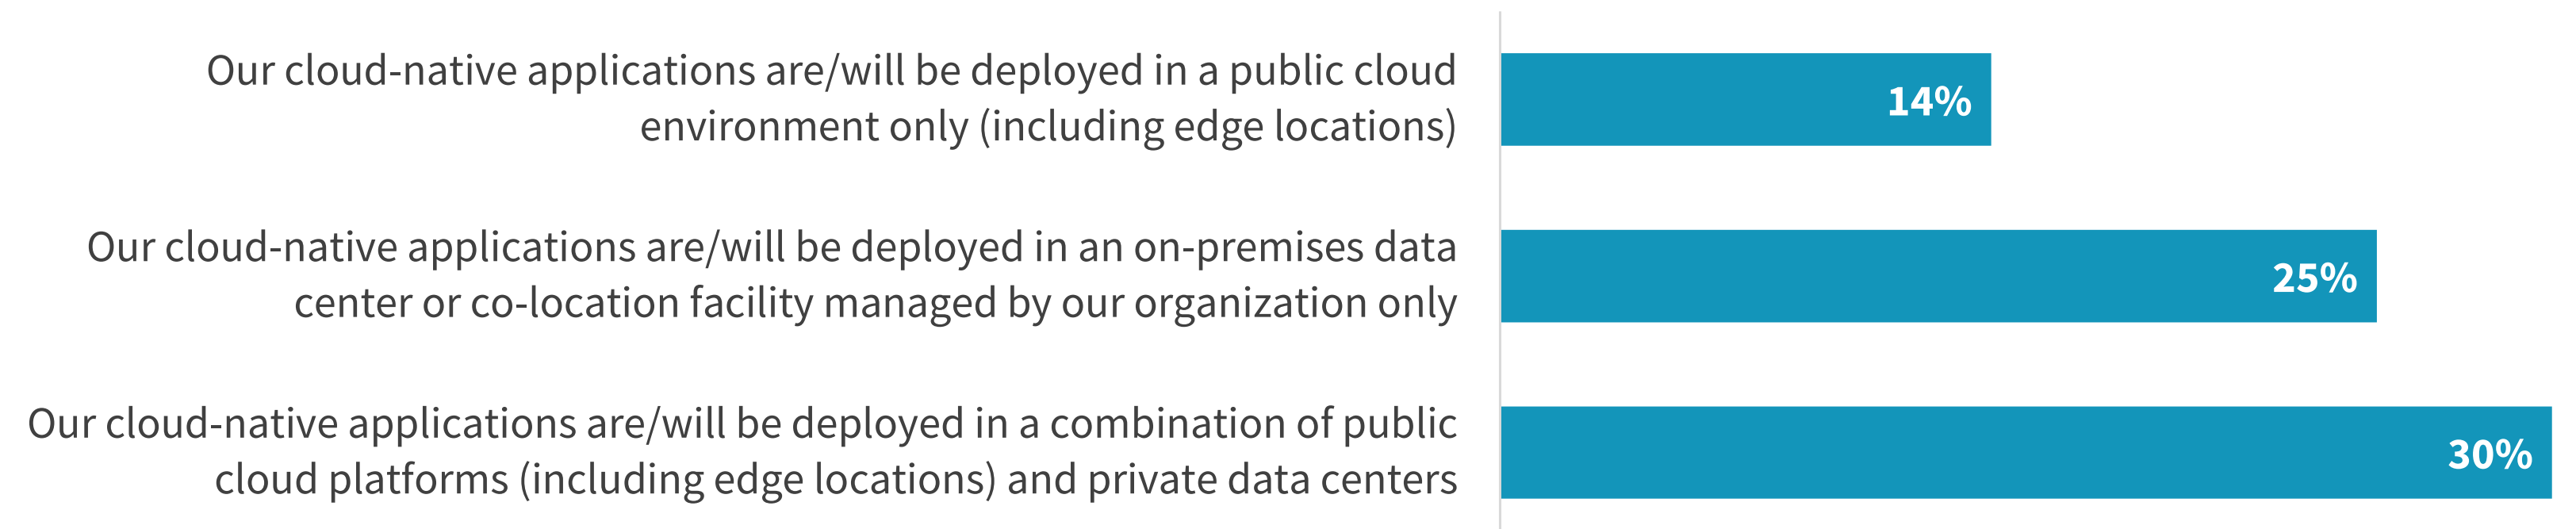 Our cloud-native applications are/will be deployed in a public cloud
environment only (including edge locations)
14%
Our cloud-native applications are/will be deployed in an on-premises data
center or co-location facility managed by our organization only
25%
Our cloud-native applications are/will be deployed in a combination of public
cloud platforms (including edge locations) and private data centers
30%